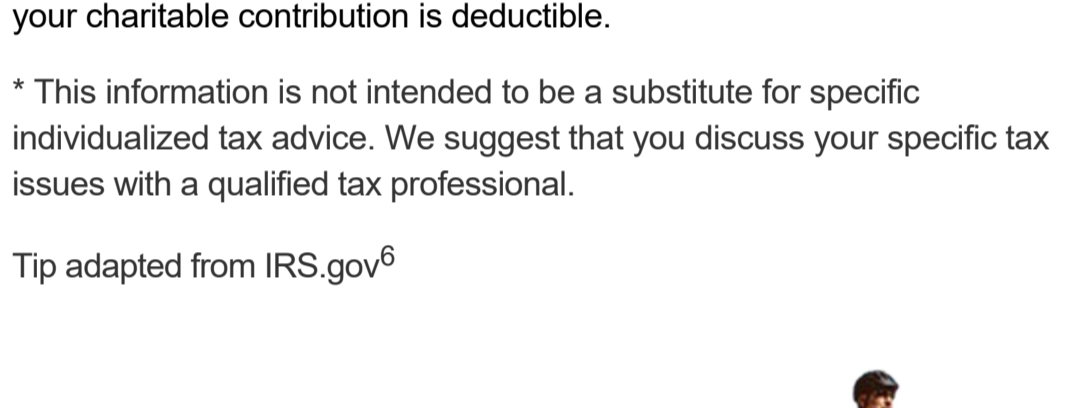 your charitable contribution is deductible.
* This information is not intended to be a substitute for specific
individualized tax advice. We suggest that you discuss your specific tax
issues with a qualified tax professional.
Tip adapted from IRS.gov⁶